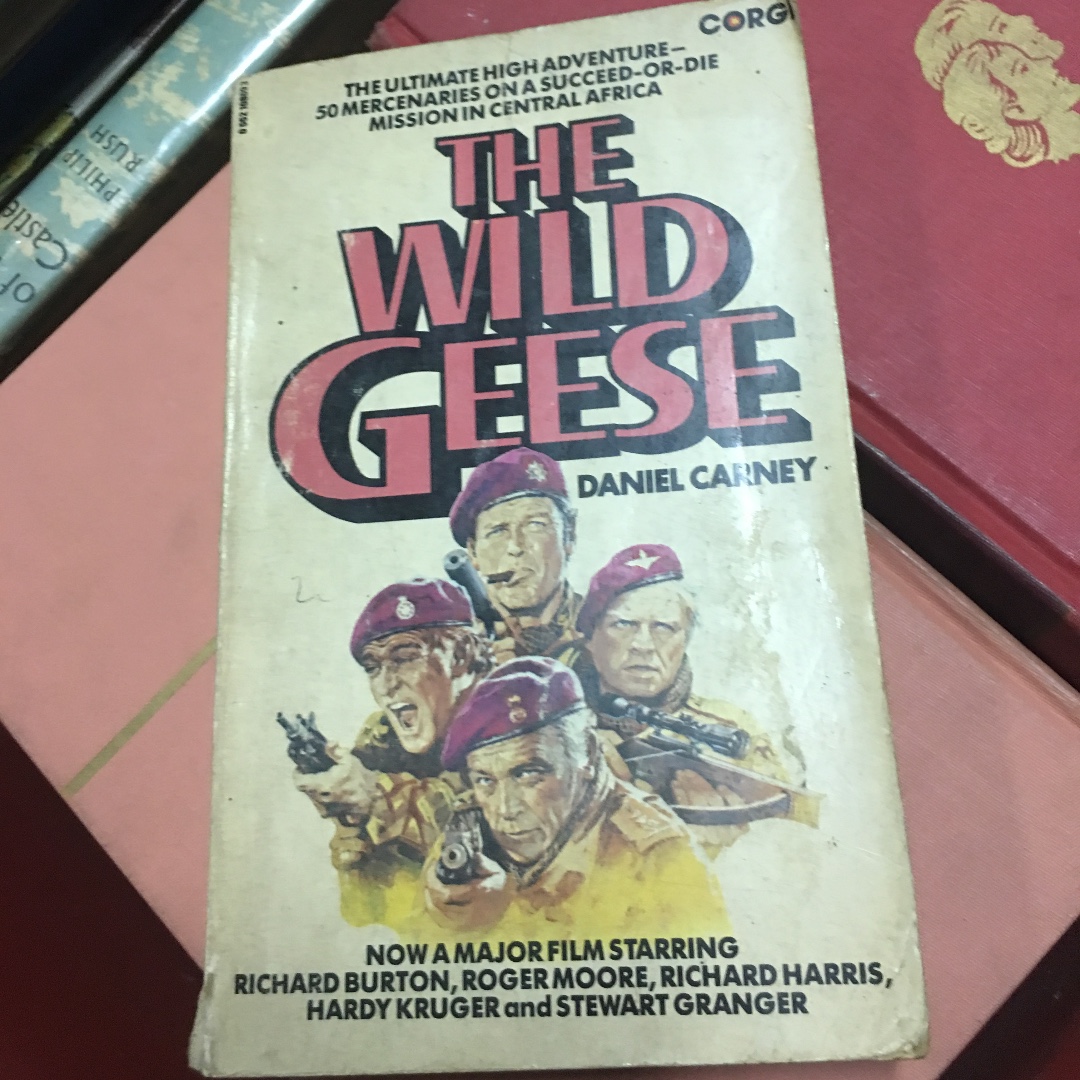 CORGI
THE ULTIMATE HIGH ADVENTURE–
50 MERCENARIES ON A SUCCEED-OR-DIE
MISSION IN CENTRAL AFRICA
THE
WILD
GEESE
DANIEL CARNEY
NOW A MAJOR FILM STARRING
RICHARD BURTON, ROGER MOORE, RICHARD HARRIS,
HARDY KRUGER and STEWART GRANGER
PHILIP
RUSH
of
Castle